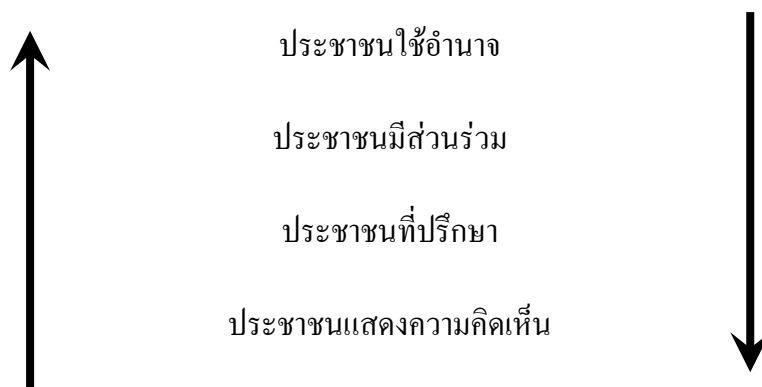 ประชาชนใช้อำนาจ
ประชาชนมีส่วนร่วม
ประชาชนที่ปรึกษา
ประชาชนแสดงความคิดเห็น